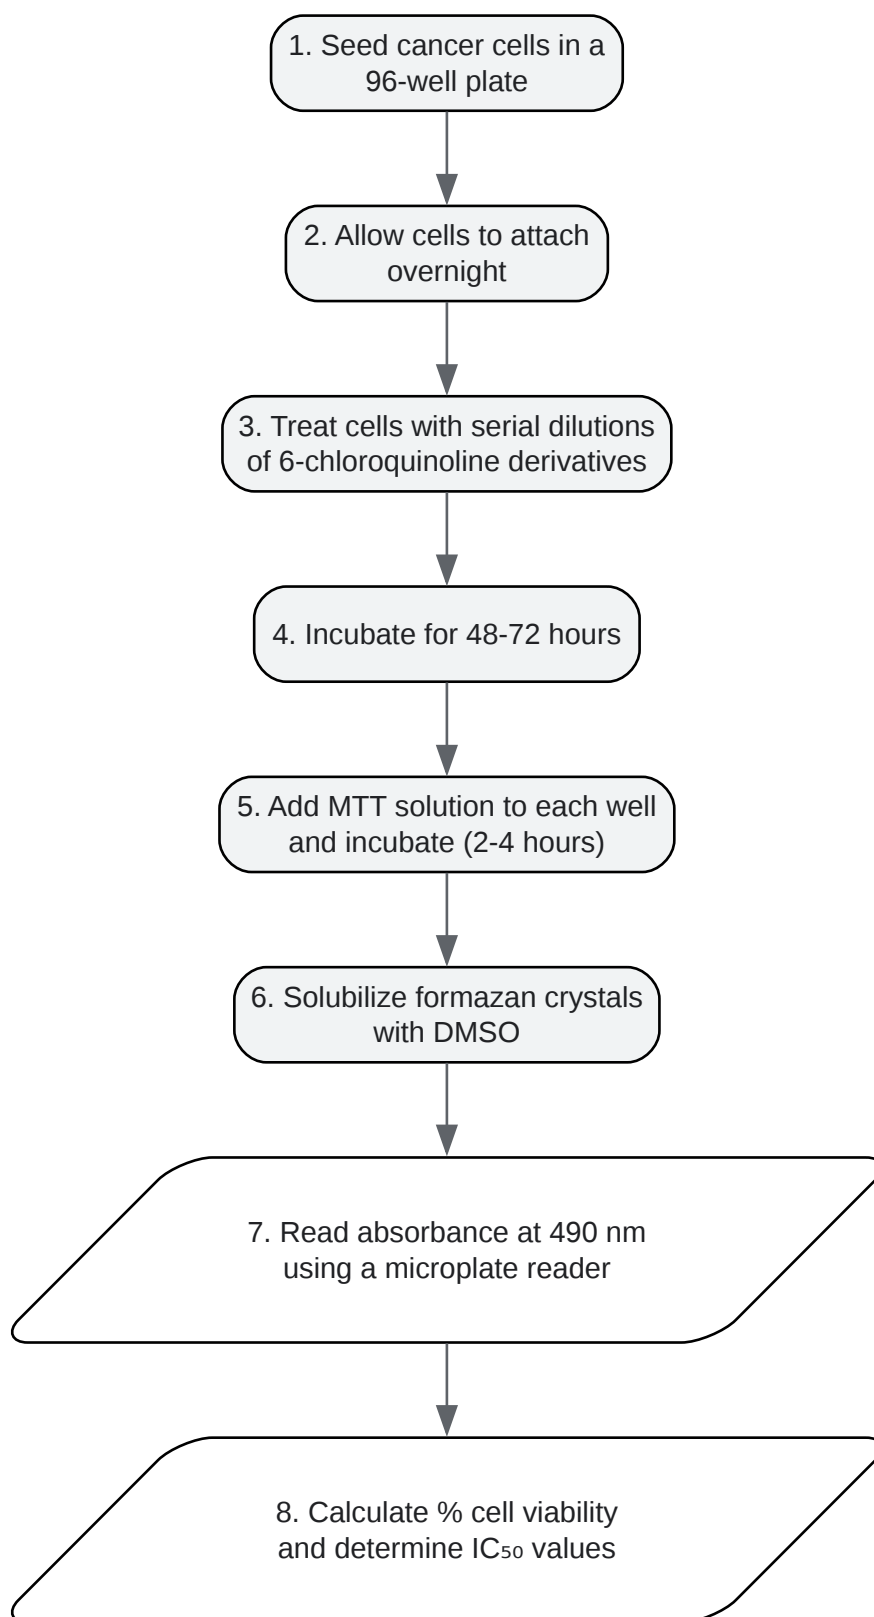 1. Seed cancer cells in a
96-well plate
2. Allow cells to attach
overnight
3. Treat cells with serial dilutions
of 6-chloroquinoline derivatives
4. Incubate for 48-72 hours
5. Add MTT solution to each well
and incubate (2-4 hours)
6. Solubilize formazan crystals
with DMSO
7. Read absorbance at 490 nm
using a microplate reader
8. Calculate % cell viability
and determine IC₅₀ values